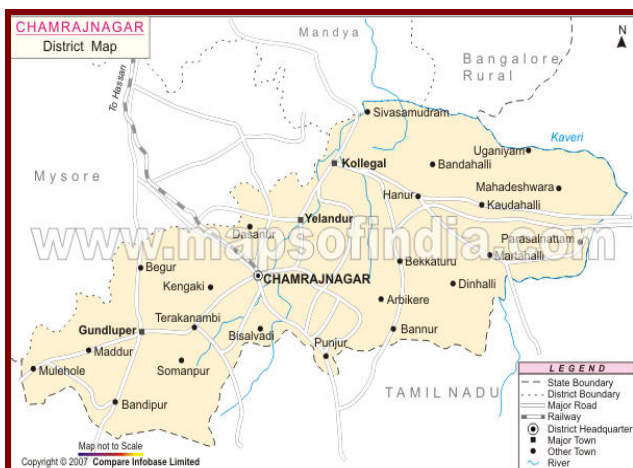 CHAMRAJNAGAR
District Map
N
Mandya
Bangalore
Rural
To Hassan
Mysore
Kaveri
Sivasamudram
Uganiyam
Kollegal
Bandahalli
Mahadeshwara
Hanur
Kaudahalli
Yelandur
Dasanur
www.mapsofindia.com
Parasalnattam
Martahalli
Begur
Bekkaturu
CHAMRAJNAGAR
Kengaki
Dinhalli
Arbikere
Terakanambi
Gundluper
Bisalvadi
Bannur
Punjur
Maddur
Somanpur
Mulehole
Bandipur
TAMIL NADU
LEGEND
State Boundary
District Boundary
Major Road
Railway
District Headquarter
Major Town
Other Town
River
Map not to Scale
Copyright © 2007 Compare Infobase Limited